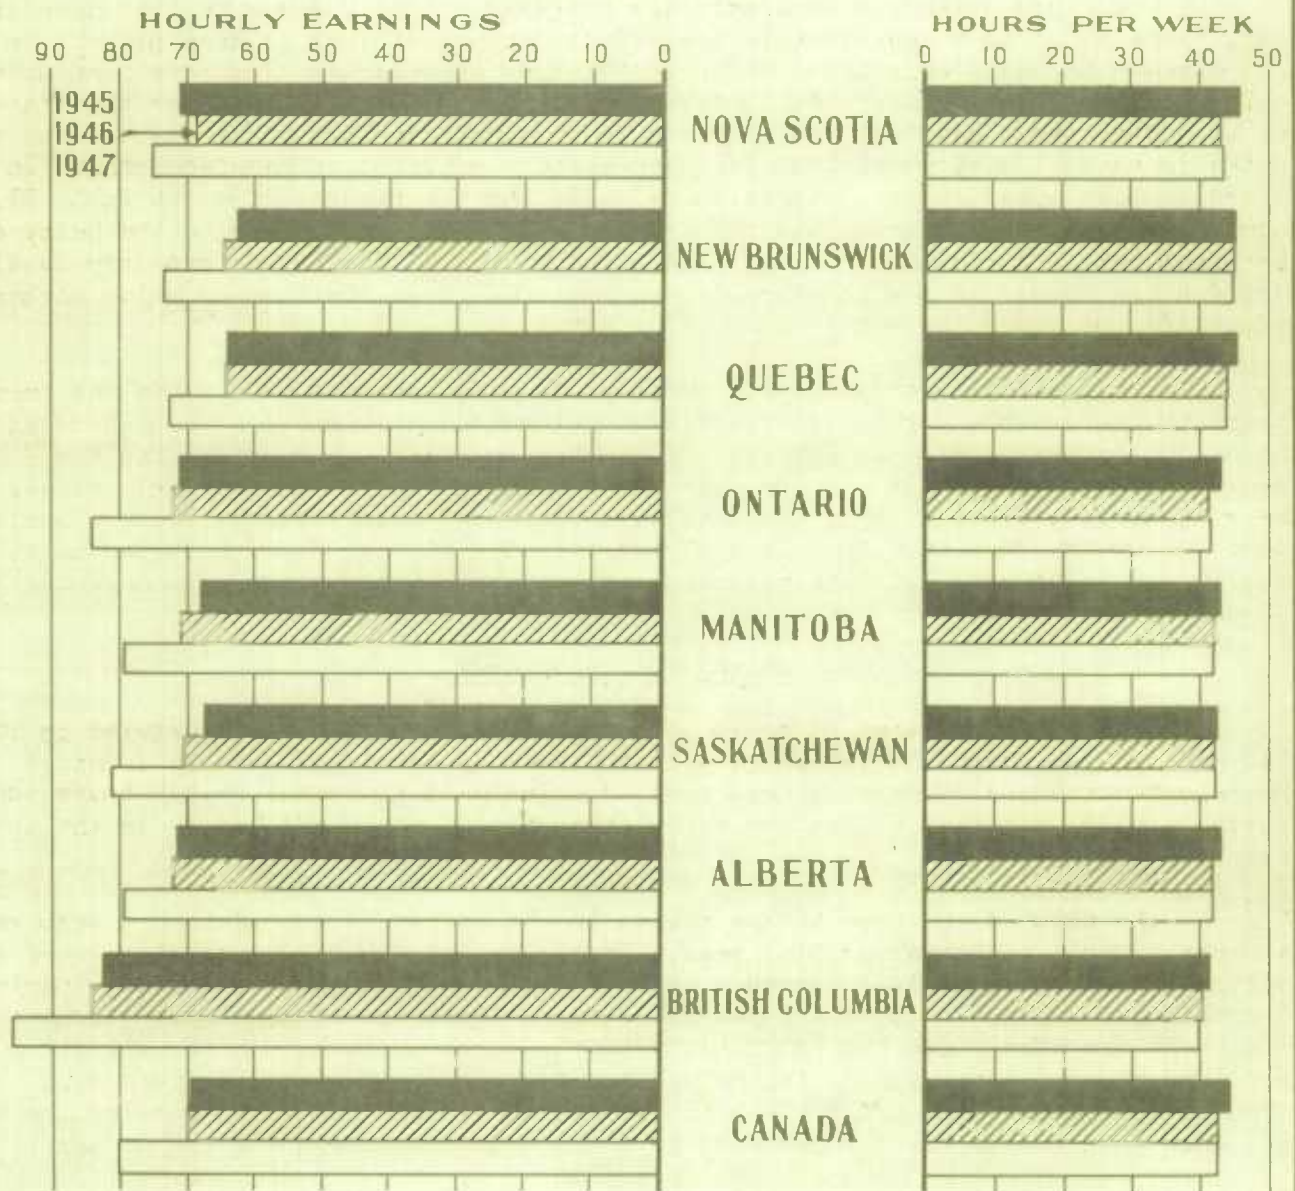 HOURLY EARNINGS HOURS PER WEEK
90 80 70 60 50 40 30 20 10 0 0 10 20 30 40 50
1945
1946
1947
NOVA SCOTIA
NEW BRUNSWICK
QUEBEC
ONTARIO
MANITOBA
SASKATCHEWAN
ALBERTA
BRITISH COLUMBIA
CANADA